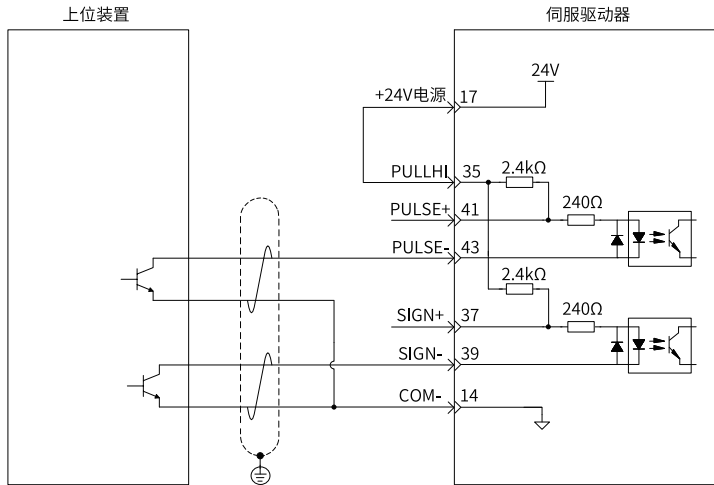 上位装置
伺服驱动器
24V
+24V电源
17
PULLHI
35
2.4kΩ
PULSE+
41
240Ω
PULSE-
43
2.4kΩ
SIGN+
37
240Ω
SIGN-
39
COM-
14